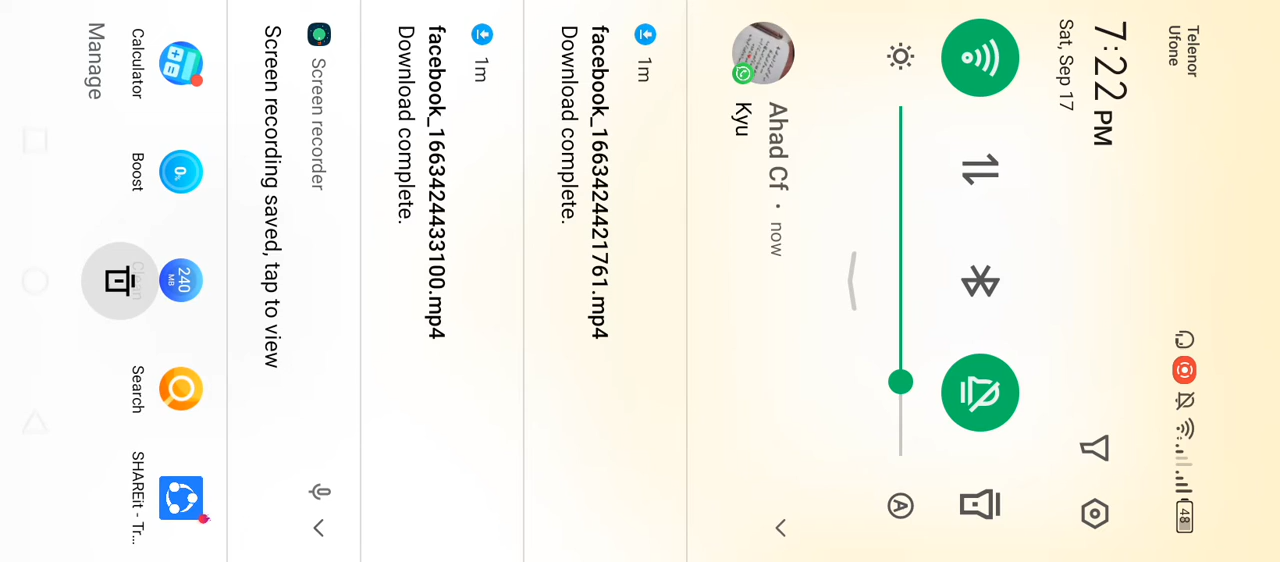 Telenor
Ufone
48
7:22 PM
Sat, Sep 17
A
Ahad Cf • now
Kyu
1m
facebook_1663424421761.mp4
Download complete.
1m
facebook_1663424433100.mp4
Download complete.
Screen recorder
Screen recording saved, tap to view
0%
240
MB
Calculator
Boost
Clean
Search
SHAREit - Tr...
Manage